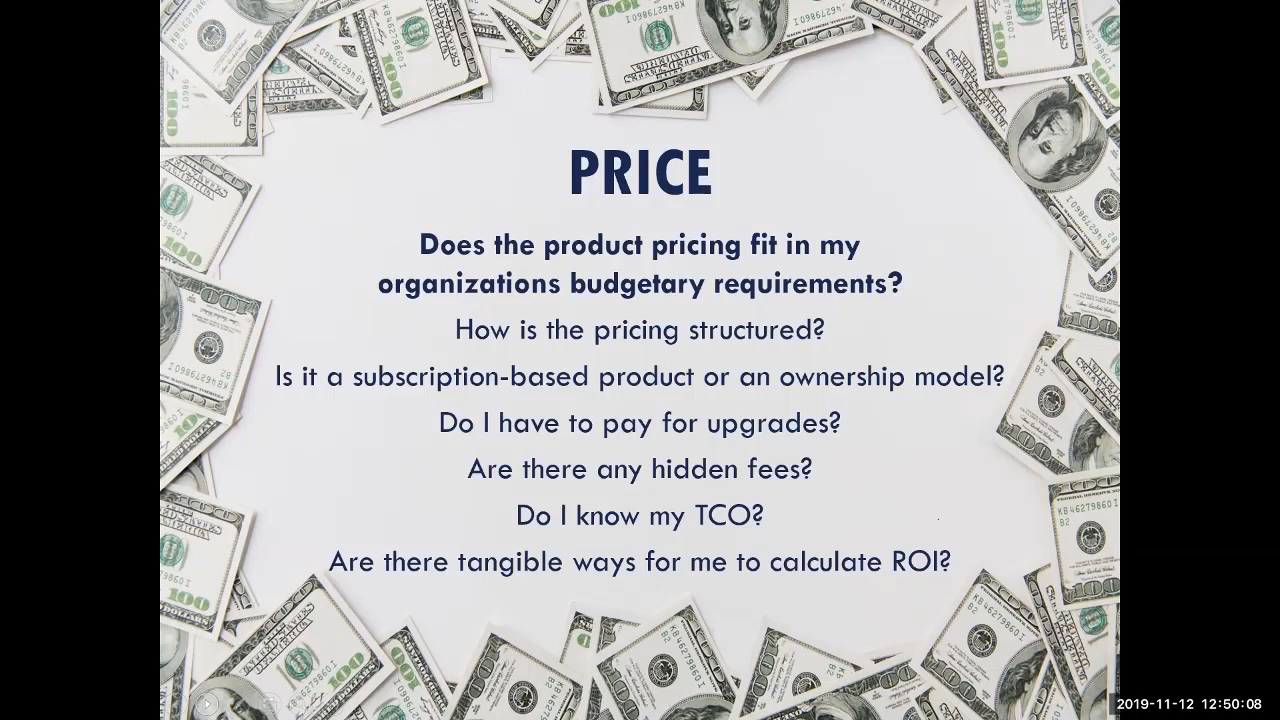 PRICE
Does the product pricing fit in my
organizations budgetary requirements?
How is the pricing structured?
Is it a subscription-based product or an ownership model?
Do I have to pay for upgrades?
Are there any hidden fees?
Do I know my TCO?
Are there tangible ways for me to calculate ROI?
2019-11-12 12:50:08